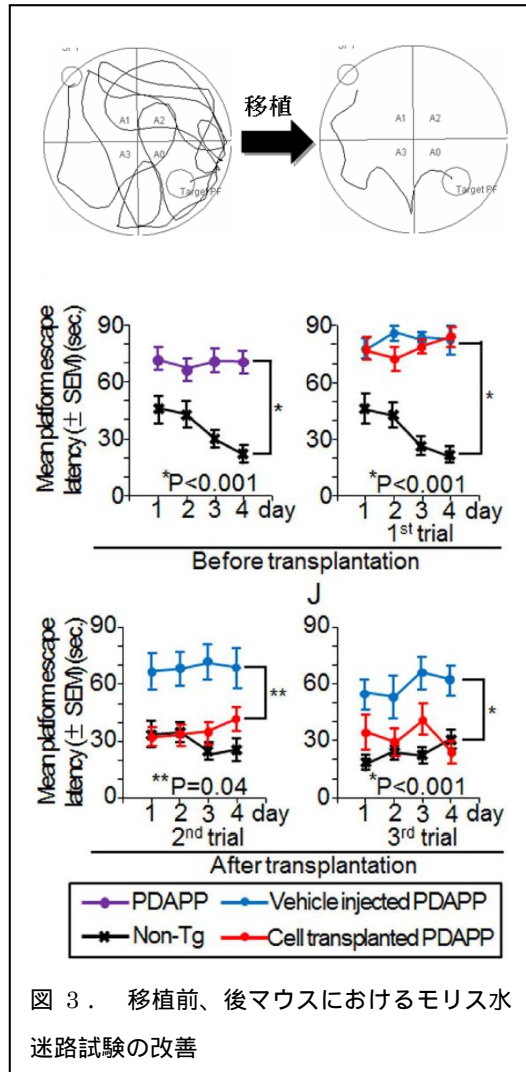 移植
A1 A2
A3 A0
Target PF
A1 A2
A3 A0
Target PF
Mean platform escape
latency (± SEM) (sec.)
90
60
30
0
*
*P<0.001
1 2 3 4 day
90
60
30
0
*
*P<0.001
1 2 3 4 day
1st trial
Before transplantation
J
Mean platform escape
latency (± SEM) (sec.)
90
60
30
0
**
**P=0.04
1 2 3 4 day
2nd trial
90
60
30
0
*
*P<0.001
1 2 3 4 day
3rd trial
After transplantation
PDAPP Vehicle injected PDAPP
Non-Tg Cell transplanted PDAPP
図 3. 移植前、後マウスにおけるモリス水
迷路試験の改善